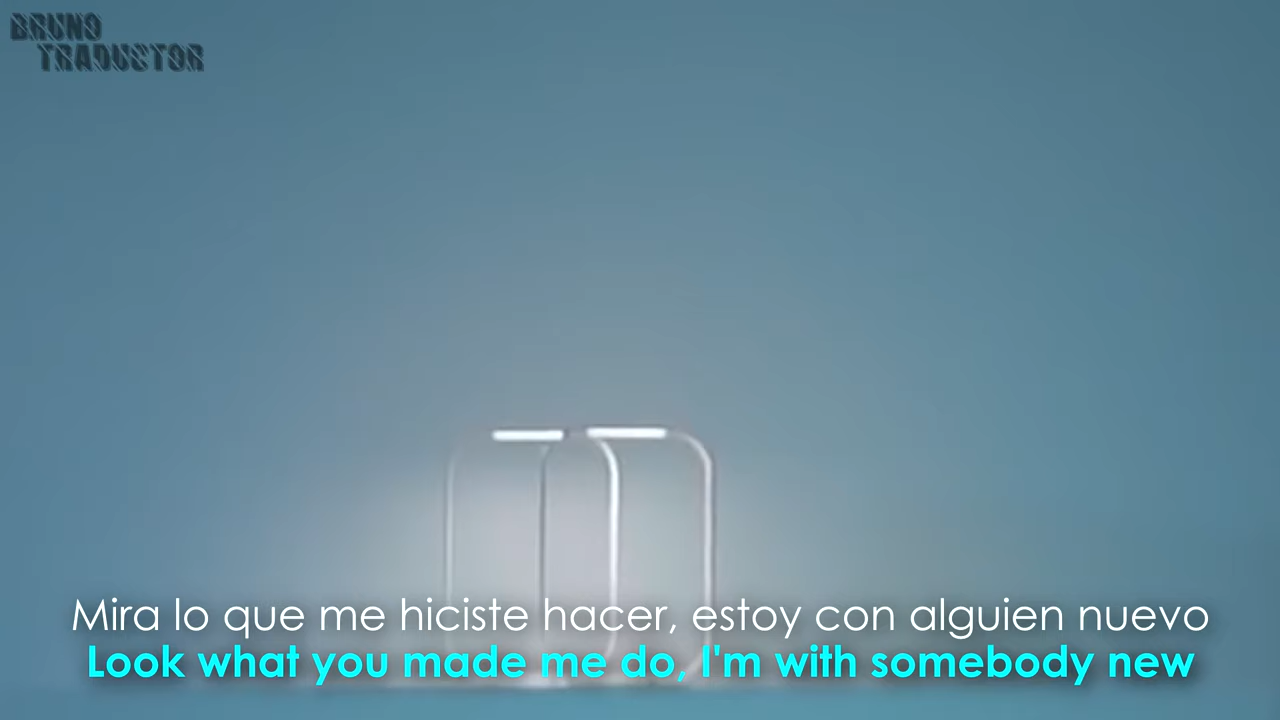 BRUNO
TRADUCTOR
Mira lo que me hiciste hacer, estoy con alguien nuevo
Look what you made me do, I'm with somebody new